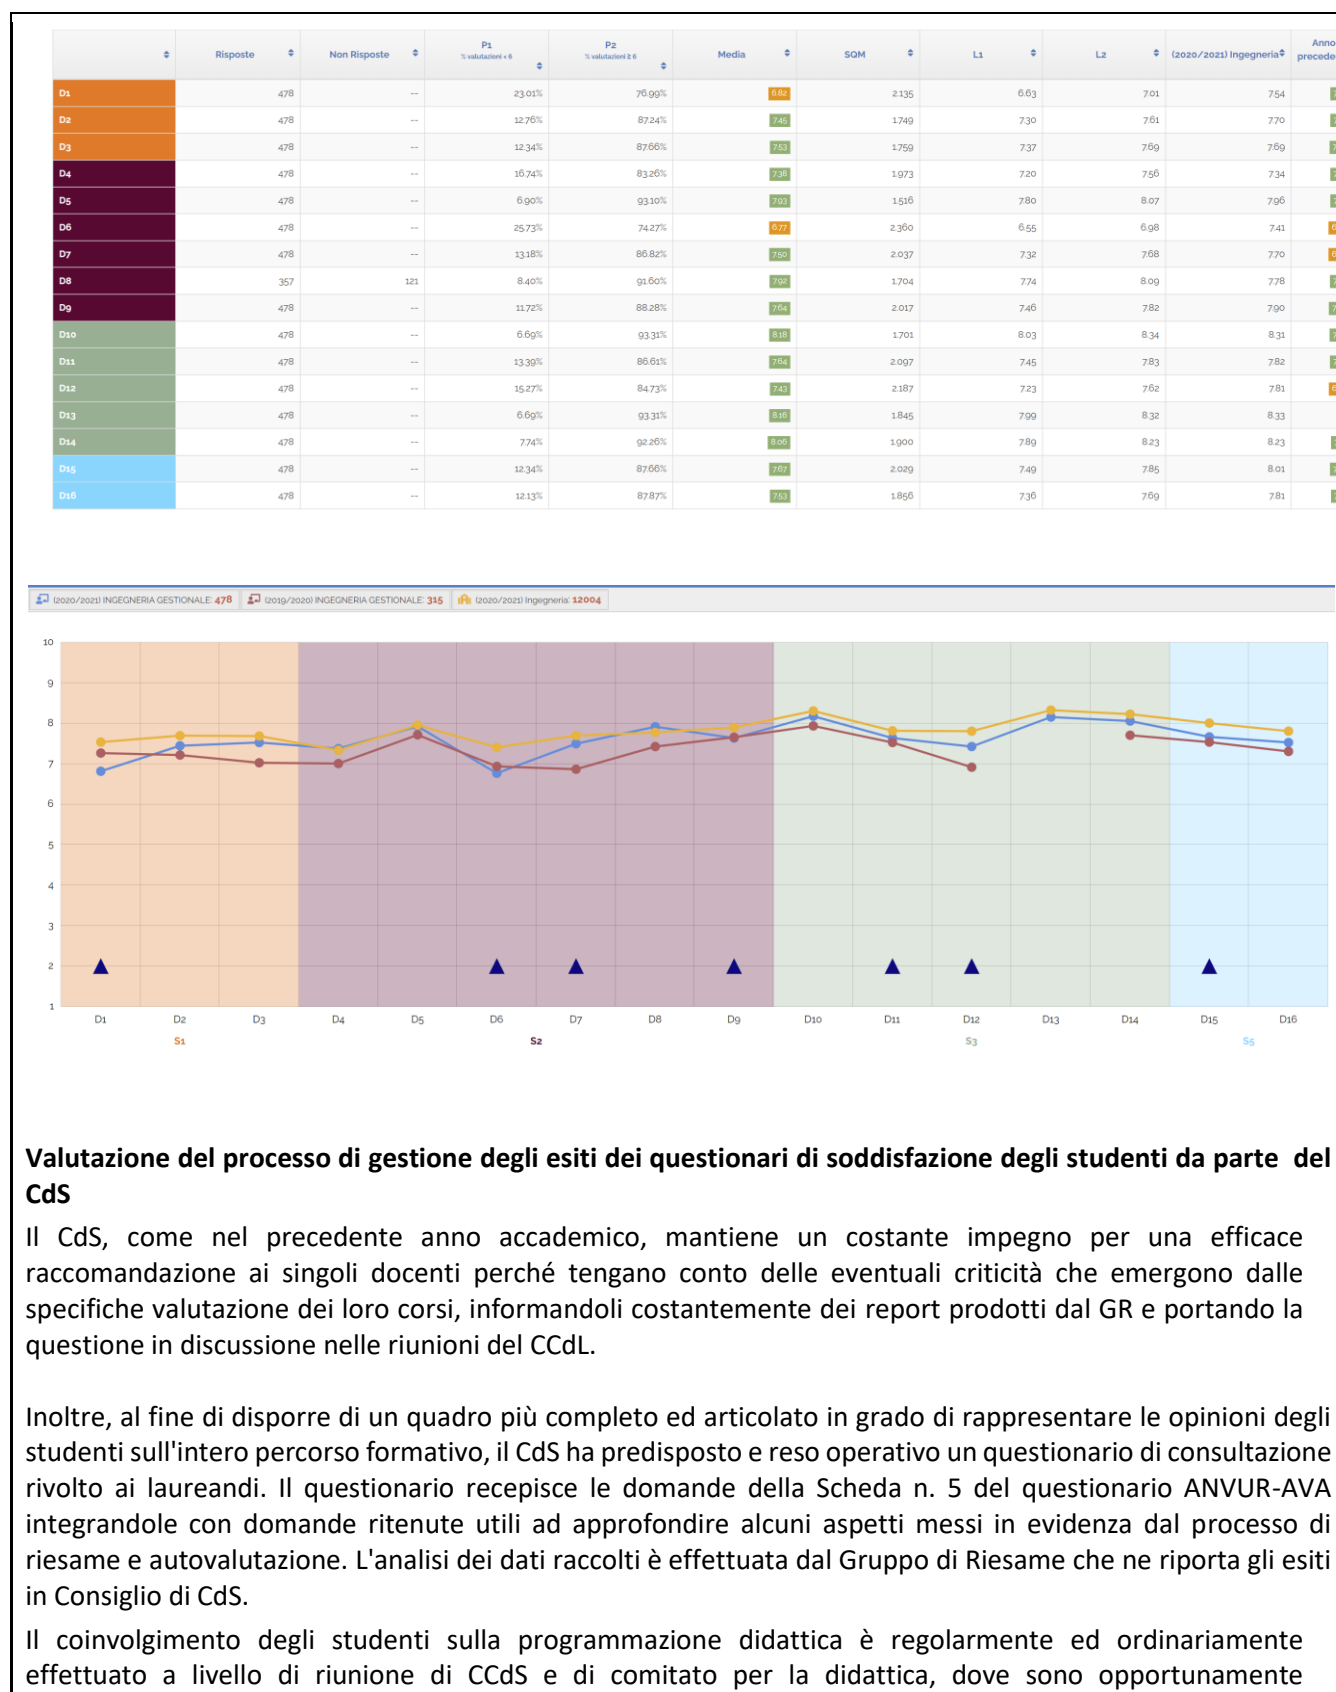 Risposte Non Risposte P1 P2 Media SQM L1 L2 (2020/2021) Ingegneria Anno
% valutazioni < 6 % valutazioni ≥ 6
D1 478 -- 23.01% 76.99% 6.82 2.135 6.63 7.01 7.54
D2 478 -- 12.76% 87.24% 7.45 1.749 7.30 7.61 7.70
D3 478 -- 12.34% 87.66% 7.53 1.759 7.37 7.69 7.69
D4 478 -- 16.74% 83.26% 7.38 1.973 7.20 7.56 7.34
D5 478 -- 6.90% 93.10% 7.93 1.516 7.80 8.07 7.96
D6 478 -- 25.73% 74.27% 6.77 2.360 6.55 6.98 7.41
D7 478 -- 13.18% 86.82% 7.50 2.037 7.32 7.68 7.70
D8 357 121 8.40% 91.60% 7.92 1.704 7.74 8.09 7.78
D9 478 -- 11.72% 88.28% 7.64 2.017 7.46 7.82 7.90
D10 478 -- 6.69% 93.31% 8.18 1.701 8.03 8.34 8.31
D11 478 -- 13.39% 86.61% 7.64 2.097 7.45 7.83 7.82
D12 478 -- 15.27% 84.73% 7.43 2.187 7.23 7.62 7.81
D13 478 -- 6.69% 93.31% 8.16 1.845 7.99 8.32 8.33
D14 478 -- 7.74% 92.26% 8.06 1.900 7.89 8.23 8.23
D15 478 -- 12.34% 87.66% 7.67 2.029 7.49 7.85 8.01
D16 478 -- 12.13% 87.87% 7.53 1.856 7.36 7.69 7.81
(2020/2021) INGEGNERIA GESTIONALE: 478 (2019/2020) INGEGNERIA GESTIONALE: 315 (2020/2021) Ingegneria: 12004
10
9
8
7
6
5
4
3
2
1
D1 D2 D3 D4 D5 D6 D7 D8 D9 D10 D11 D12 D13 D14 D15 D16
S1 S2 S3 S5
Valutazione del processo di gestione degli esiti dei questionari di soddisfazione degli studenti da parte del
CdS
Il CdS, come nel precedente anno accademico, mantiene un costante impegno per una efficace
raccomandazione ai singoli docenti perché tengano conto delle eventuali criticità che emergono dalle
specifiche valutazione dei loro corsi, informandoli costantemente dei report prodotti dal GR e portando la
questione in discussione nelle riunioni del CCdL.
Inoltre, al fine di disporre di un quadro più completo ed articolato in grado di rappresentare le opinioni degli
studenti sull'intero percorso formativo, il CdS ha predisposto e reso operativo un questionario di consultazione
rivolto ai laureandi. Il questionario recepisce le domande della Scheda n. 5 del questionario ANVUR-AVA
integrandole con domande ritenute utili ad approfondire alcuni aspetti messi in evidenza dal processo di
riesame e autovalutazione. L'analisi dei dati raccolti è effettuata dal Gruppo di Riesame che ne riporta gli esiti
in Consiglio di CdS.
Il coinvolgimento degli studenti sulla programmazione didattica è regolarmente ed ordinariamente
effettuato a livello di riunione di CCdS e di comitato per la didattica, dove sono opportunamente